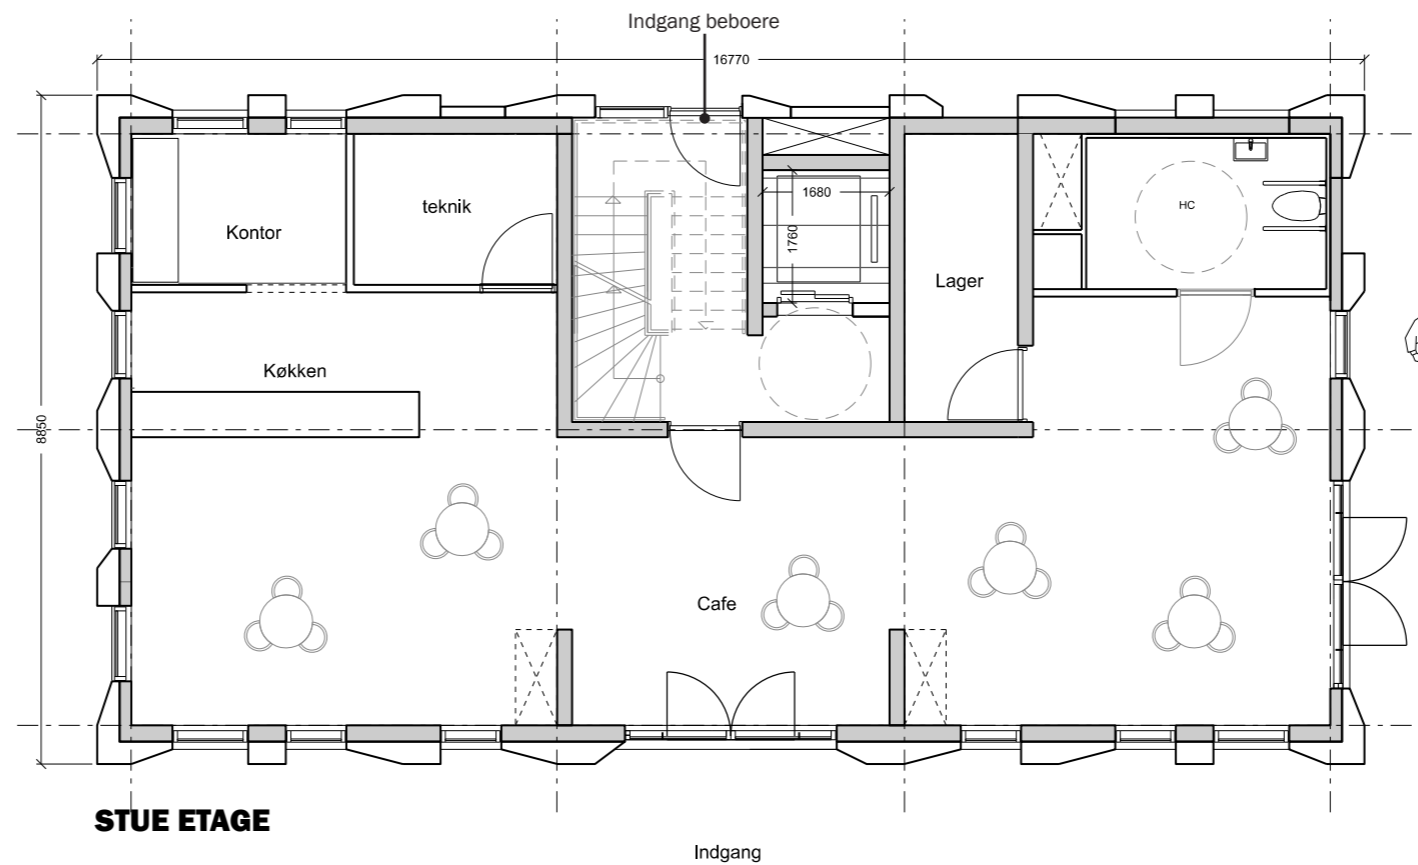 Indgang beboere
16770
1680
1760
HC
teknik
Kontor
Lager
Køkken
8850
Cafe
STUE ETAGE
Indgang